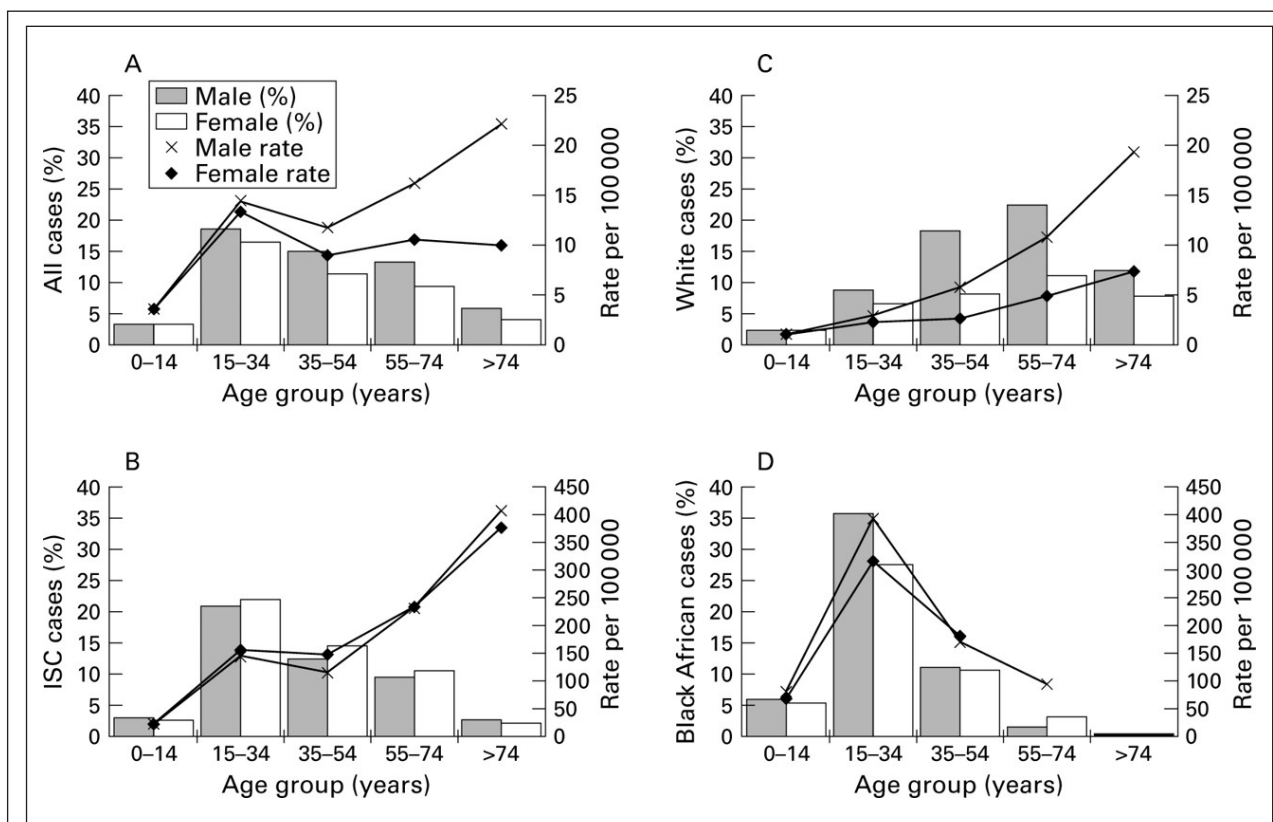 A
Male (%)
Female (%)
Male rate
Female rate
All cases (%)
40
35
30
25
20
15
10
5
0
25
20
15
10
5
0
Rate per 100 000
0–14 15–34 35–54 55–74 >74
Age group (years)
C
White cases (%)
40
35
30
25
20
15
10
5
0
25
20
15
10
5
0
Rate per 100 000
0–14 15–34 35–54 55–74 >74
Age group (years)
B
ISC cases (%)
40
35
30
25
20
15
10
5
0
450
400
350
300
250
200
150
100
50
0
Rate per 100 000
0–14 15–34 35–54 55–74 >74
Age group (years)
D
Black African cases (%)
40
35
30
25
20
15
10
5
0
450
400
350
300
250
200
150
100
50
0
Rate per 100 000
0–14 15–34 35–54 55–74 >74
Age group (years)